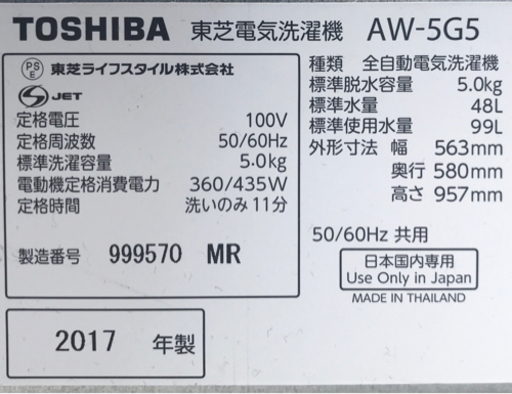 TOSHIBA 東芝電気洗濯機 AW-5G5
PSE 東芝ライフスタイル株式会社
S JET
定格電圧 100V
定格周波数 50/60Hz
標準洗濯容量 5.0kg
電動機定格消費電力 360/435W
定格時間 洗いのみ11分
製造番号 999570 MR
2017 年製
種類 全自動電気洗濯機
標準脱水容量 5.0kg
標準水量 48L
標準使用水量 99L
外形寸法 幅 563mm
奥行 580mm
高さ 957mm
50/60Hz 共用
日本国内専用
Use Only in Japan
MADE IN THAILAND